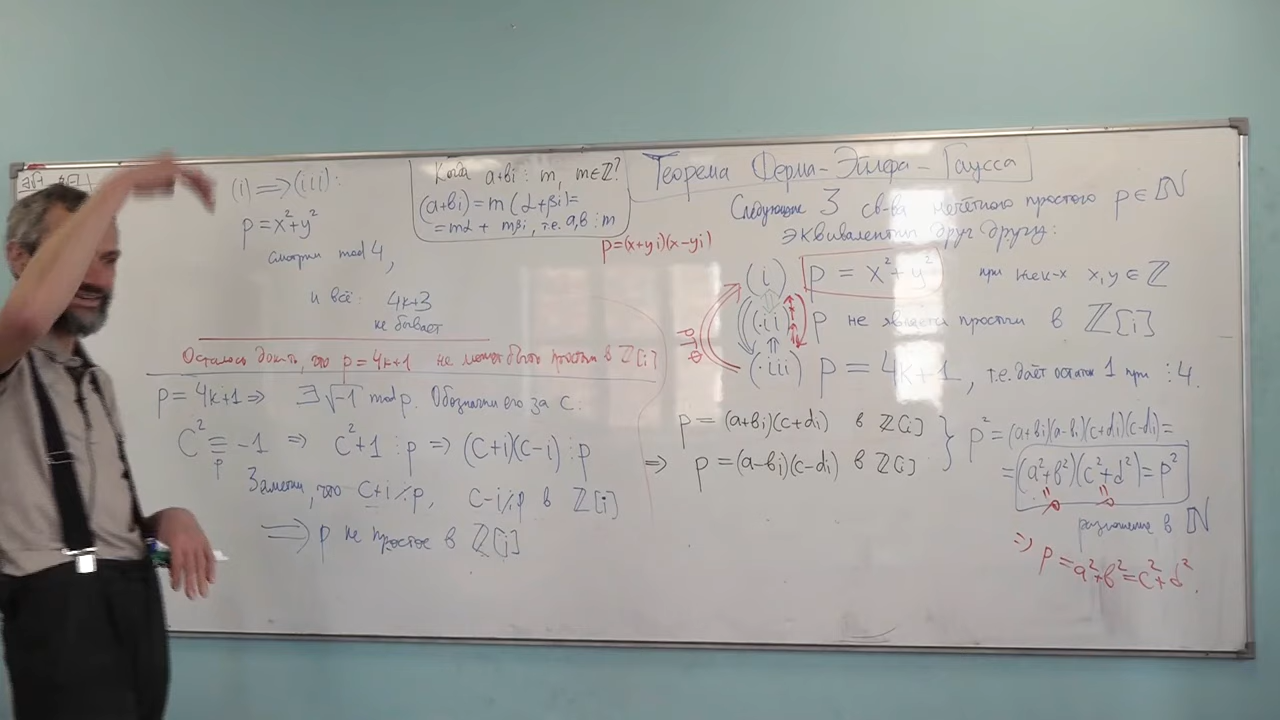 (i) ⟹ (iii):
p = x² + y²
смотрим mod 4,
и всё: 4k+3
не бывает
Когда a+bi ⋮ m, m∈ℤ?
(a+bi) = m(α+βi) =
= mα + mβi, т.е. a,b ⋮ m
Осталось док-ть, что p = 4k+1 не может быть простым в ℤ[i]
p = 4k+1 ⟹ ∃√-1 mod p. Обозначим его за c.
c² ≡ -1 ⟹ c²+1 ⋮ p ⟹ (c+i)(c-i) ⋮ p
p
Заметим, что c+i ⋮̸ p, c-i ⋮̸ p в ℤ[i]
⟹ p не простое в ℤ[i]
Теорема Ферма-Эйлера-Гаусса
Следующие 3 св-ва нечётного простого p ∈ ℕ
эквивалентны друг другу:
p=(x+yi)(x-yi)
(i) p = x² + y² при нек-х x,y ∈ ℤ
(ii) p не является простым в ℤ[i]
(iii) p = 4k+1, т.е. даёт остаток 1 при :4.
ОТА
p = (a+bi)(c+di) в ℤ[i]
⟹ p = (a-bi)(c-di) в ℤ[i]
p² = (a+bi)(a-bi)(c+di)(c-di) =
= (a²+b²)(c²+d²) = p²
p p
разложение в ℕ
⟹ p = a²+b² = c²+d².